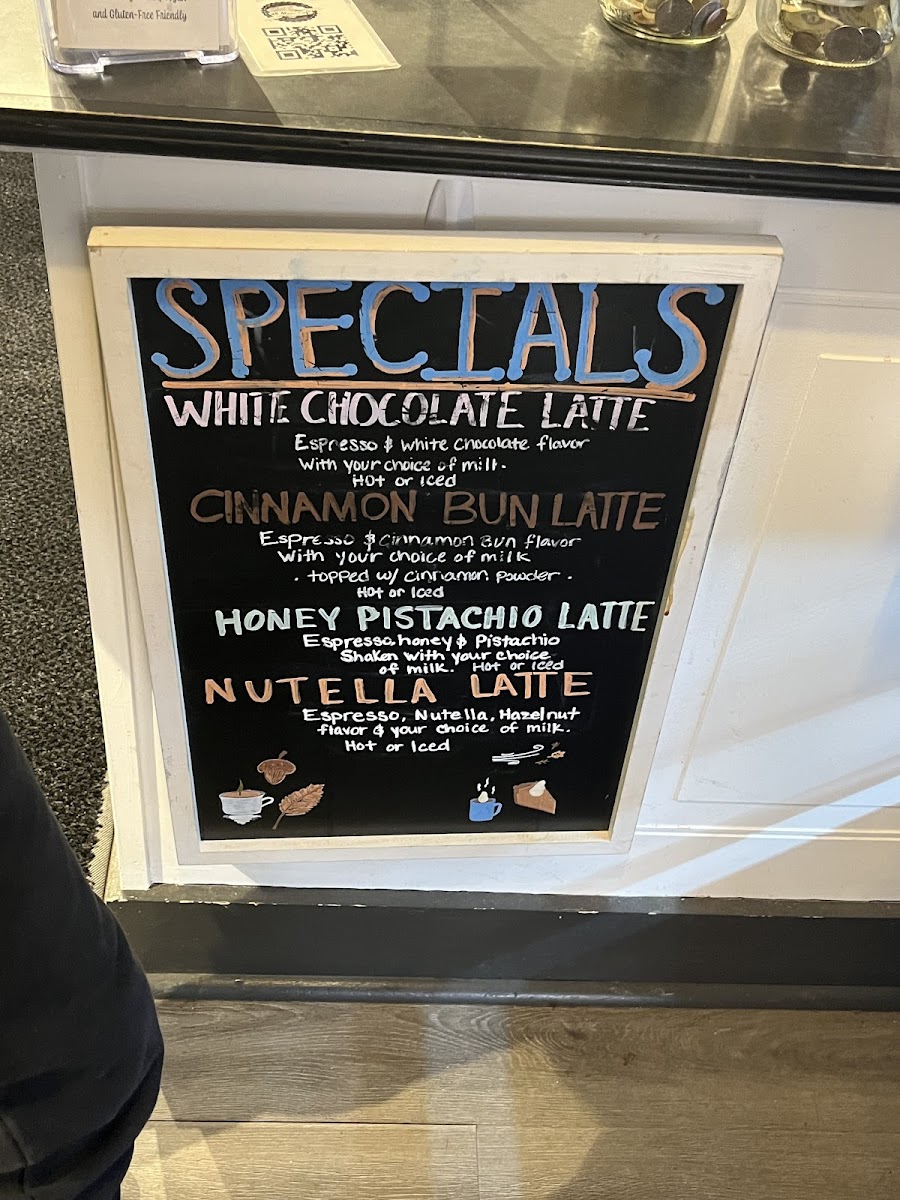 and Gluten-Free Friendly
SPECIALS
WHITE CHOCOLATE LATTE
Espresso & white chocolate flavor
with your choice of milk.
Hot or Iced
CINNAMON BUN LATTE
Espresso & cinnamon Bun flavor
with your choice of milk
. topped w/ cinnamon powder .
Hot or Iced
HONEY PISTACHIO LATTE
Espresso honey & Pistachio
Shaken with your choice
of milk. Hot or Iced
NUTELLA LATTE
Espresso, Nutella, Hazelnut
flavor & your choice of milk.
Hot or Iced